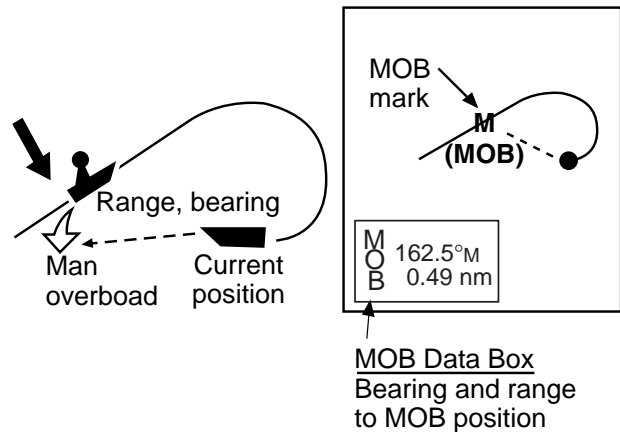 Range, bearing
Man
overboad
Current
position
MOB
mark
M
(MOB)
MOB 162.5°M
0.49 nm
MOB Data Box
Bearing and range
to MOB position